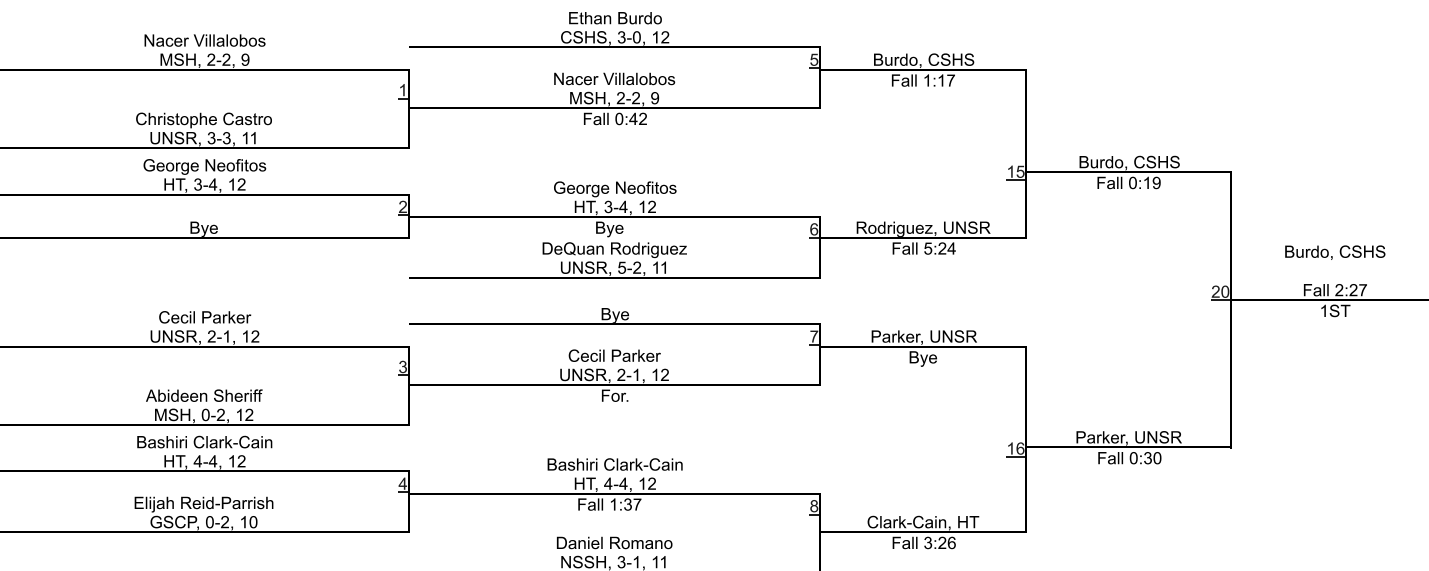 Nacer Villalobos
MSH, 2-2, 9
1
Christophe Castro
UNSR, 3-3, 11
George Neofitos
HT, 3-4, 12
2
Bye
Cecil Parker
UNSR, 2-1, 12
3
Abideen Sheriff
MSH, 0-2, 12
Bashiri Clark-Cain
HT, 4-4, 12
4
Elijah Reid-Parrish
GSCP, 0-2, 10
Ethan Burdo
CSHS, 3-0, 12
5
Nacer Villalobos
MSH, 2-2, 9
Fall 0:42
George Neofitos
HT, 3-4, 12
Bye
6
DeQuan Rodriguez
UNSR, 5-2, 11
Bye
7
Cecil Parker
UNSR, 2-1, 12
For.
Bashiri Clark-Cain
HT, 4-4, 12
Fall 1:37
8
Daniel Romano
NSSH, 3-1, 11
Burdo, CSHS
Fall 1:17
15
Rodriguez, UNSR
Fall 5:24
Parker, UNSR
Bye
16
Clark-Cain, HT
Fall 3:26
Burdo, CSHS
Fall 0:19
20
Parker, UNSR
Fall 0:30
Burdo, CSHS
Fall 2:27
1ST